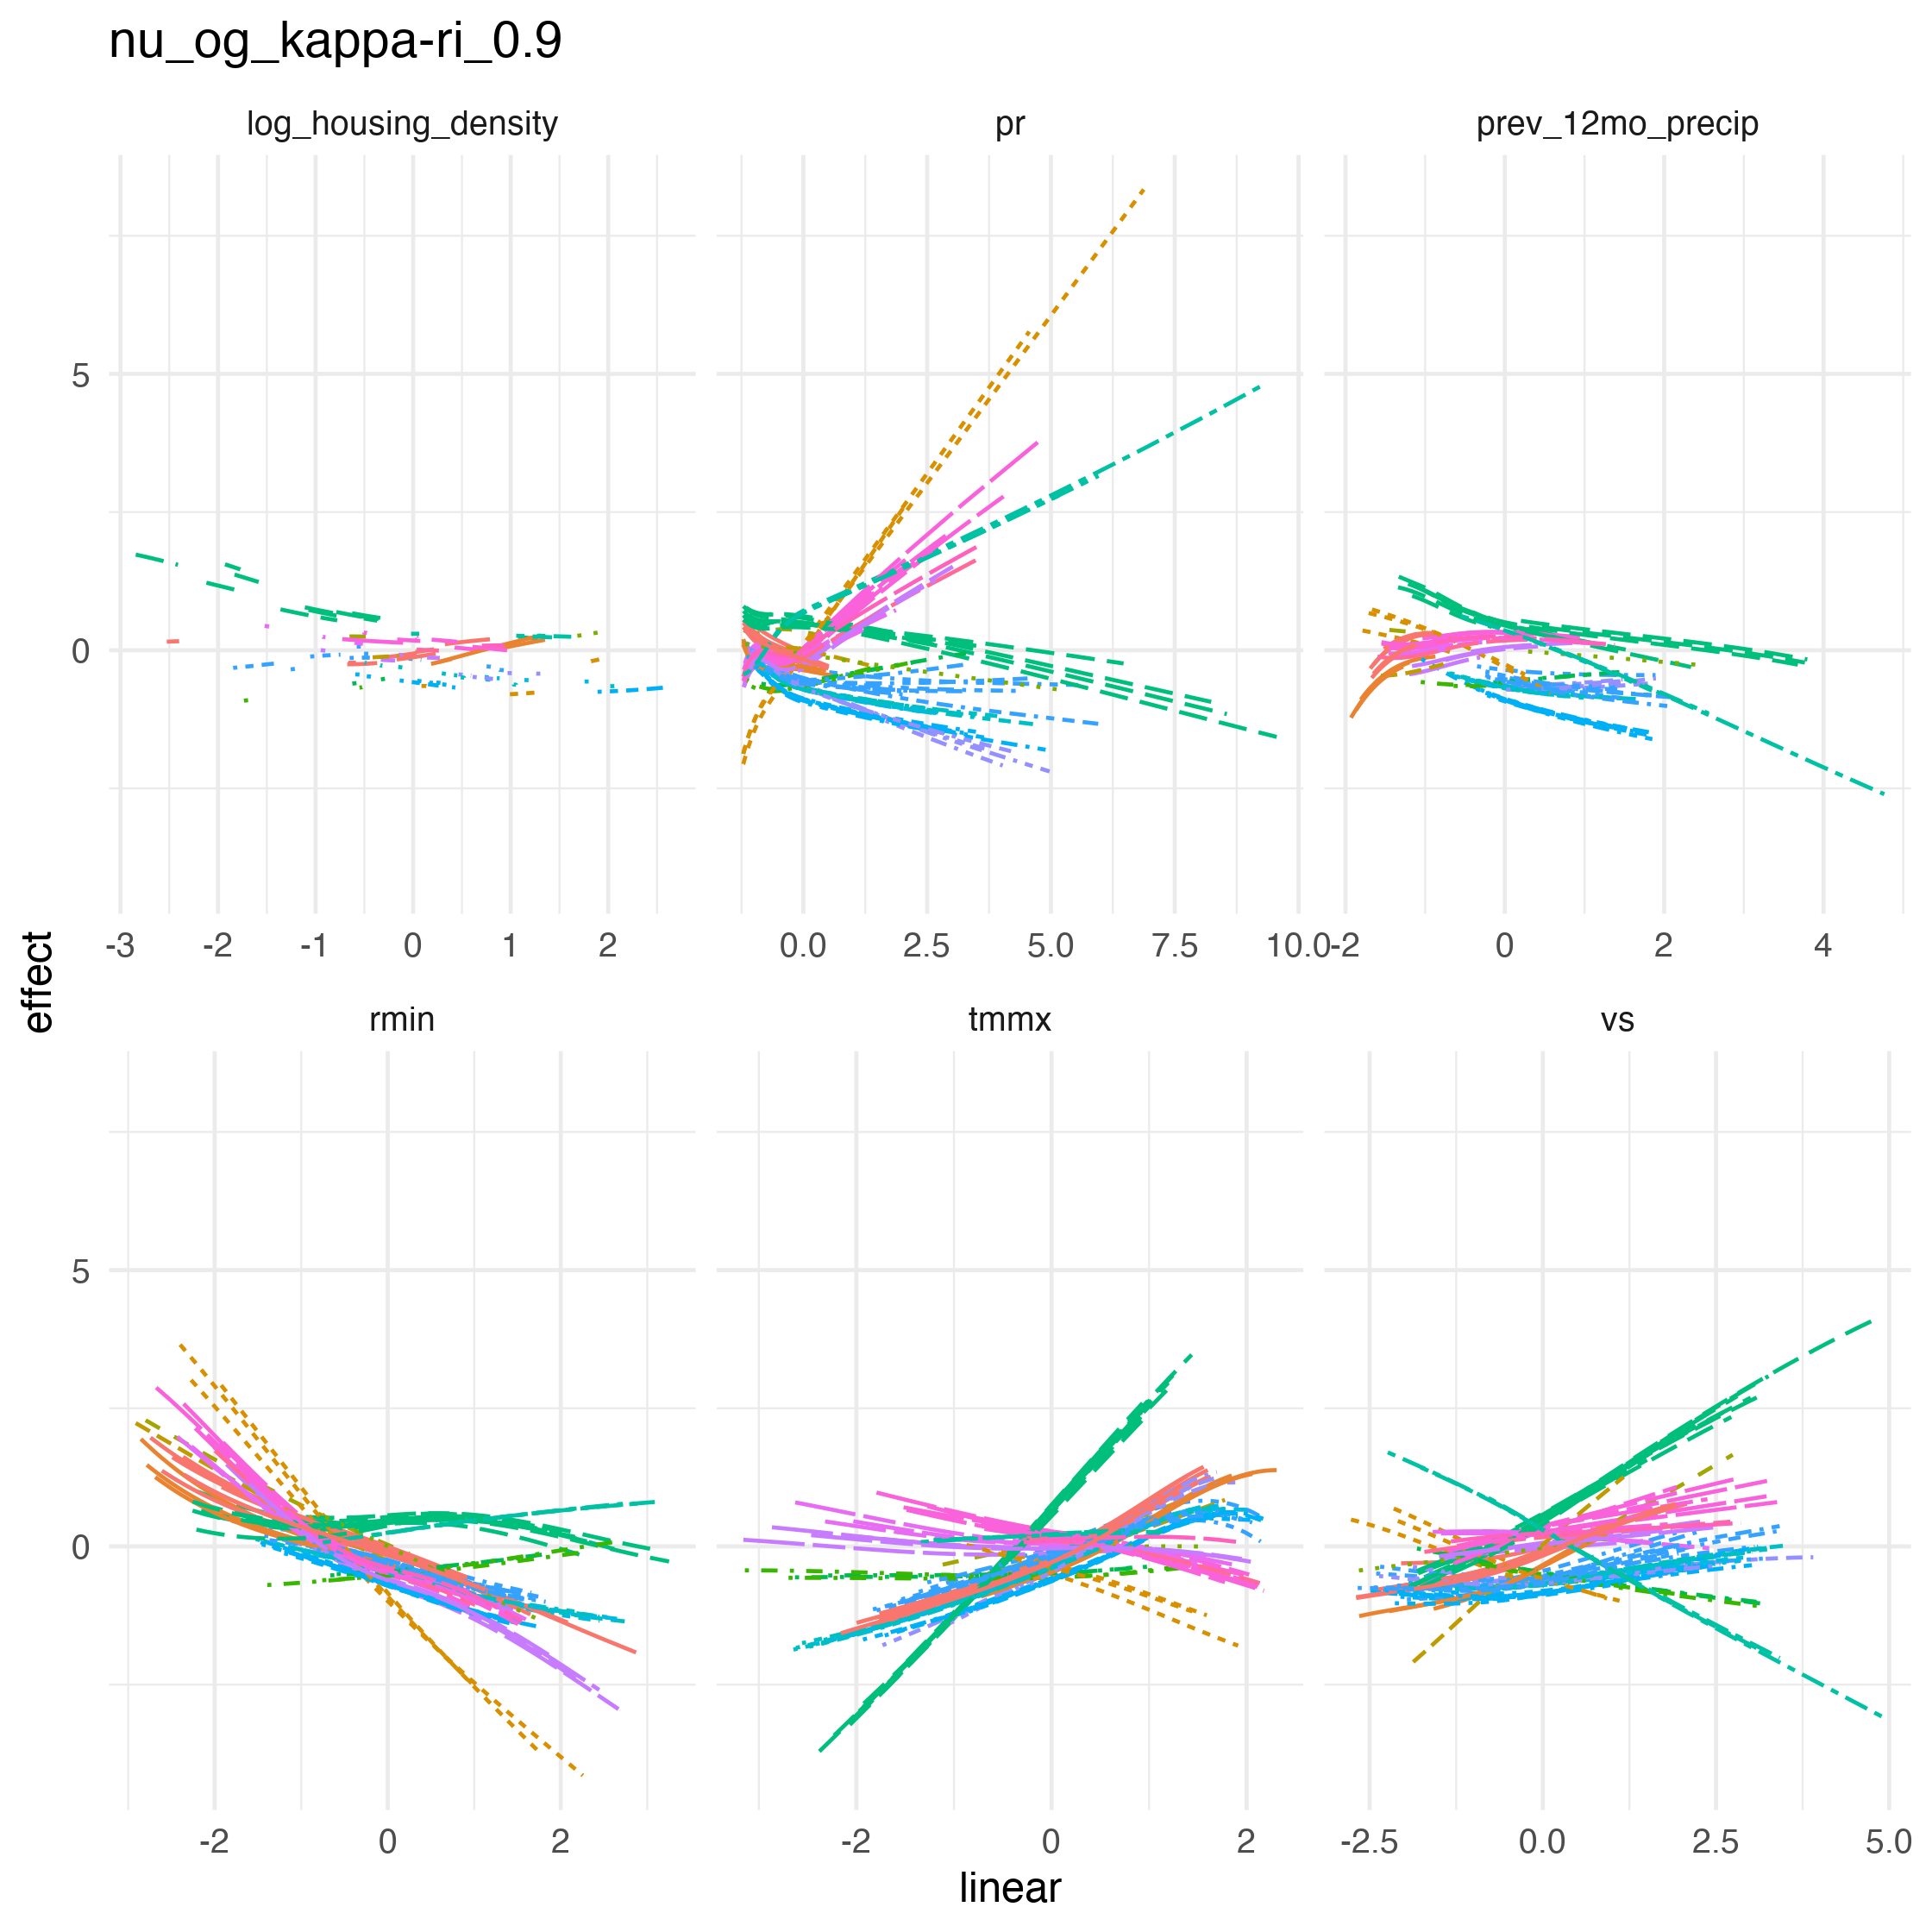 nu_og_kappa-ri_0.9
log_housing_density pr prev_12mo_precip
5
0
-3 -2 -1 0 1 2 0.0 2.5 5.0 7.5 10.0 -2 0 2 4
effect
rmin tmmx vs
5
0
-2 0 2 -2 0 2 -2.5 0.0 2.5 5.0
linear